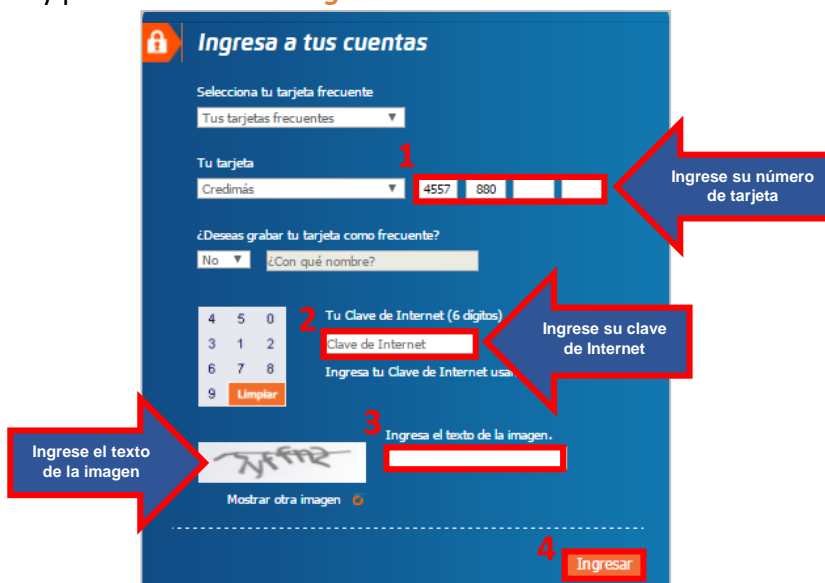 Ingresa a tus cuentas
Selecciona tu tarjeta frecuente
Tus tarjetas frecuentes
Tu tarjeta
1
Credimás
4557 880
Ingrese su número
de tarjeta
¿Deseas grabar tu tarjeta como frecuente?
No ¿Con qué nombre?
4 5 0
3 1 2
6 7 8
9 Limpiar
2
Tu Clave de Internet (6 dígitos)
Clave de Internet
Ingresa tu Clave de Internet
Ingrese su clave
de Internet
Ingrese el texto
de la imagen
3
Ingresa el texto de la imagen.
Mostrar otra imagen
4
Ingresar